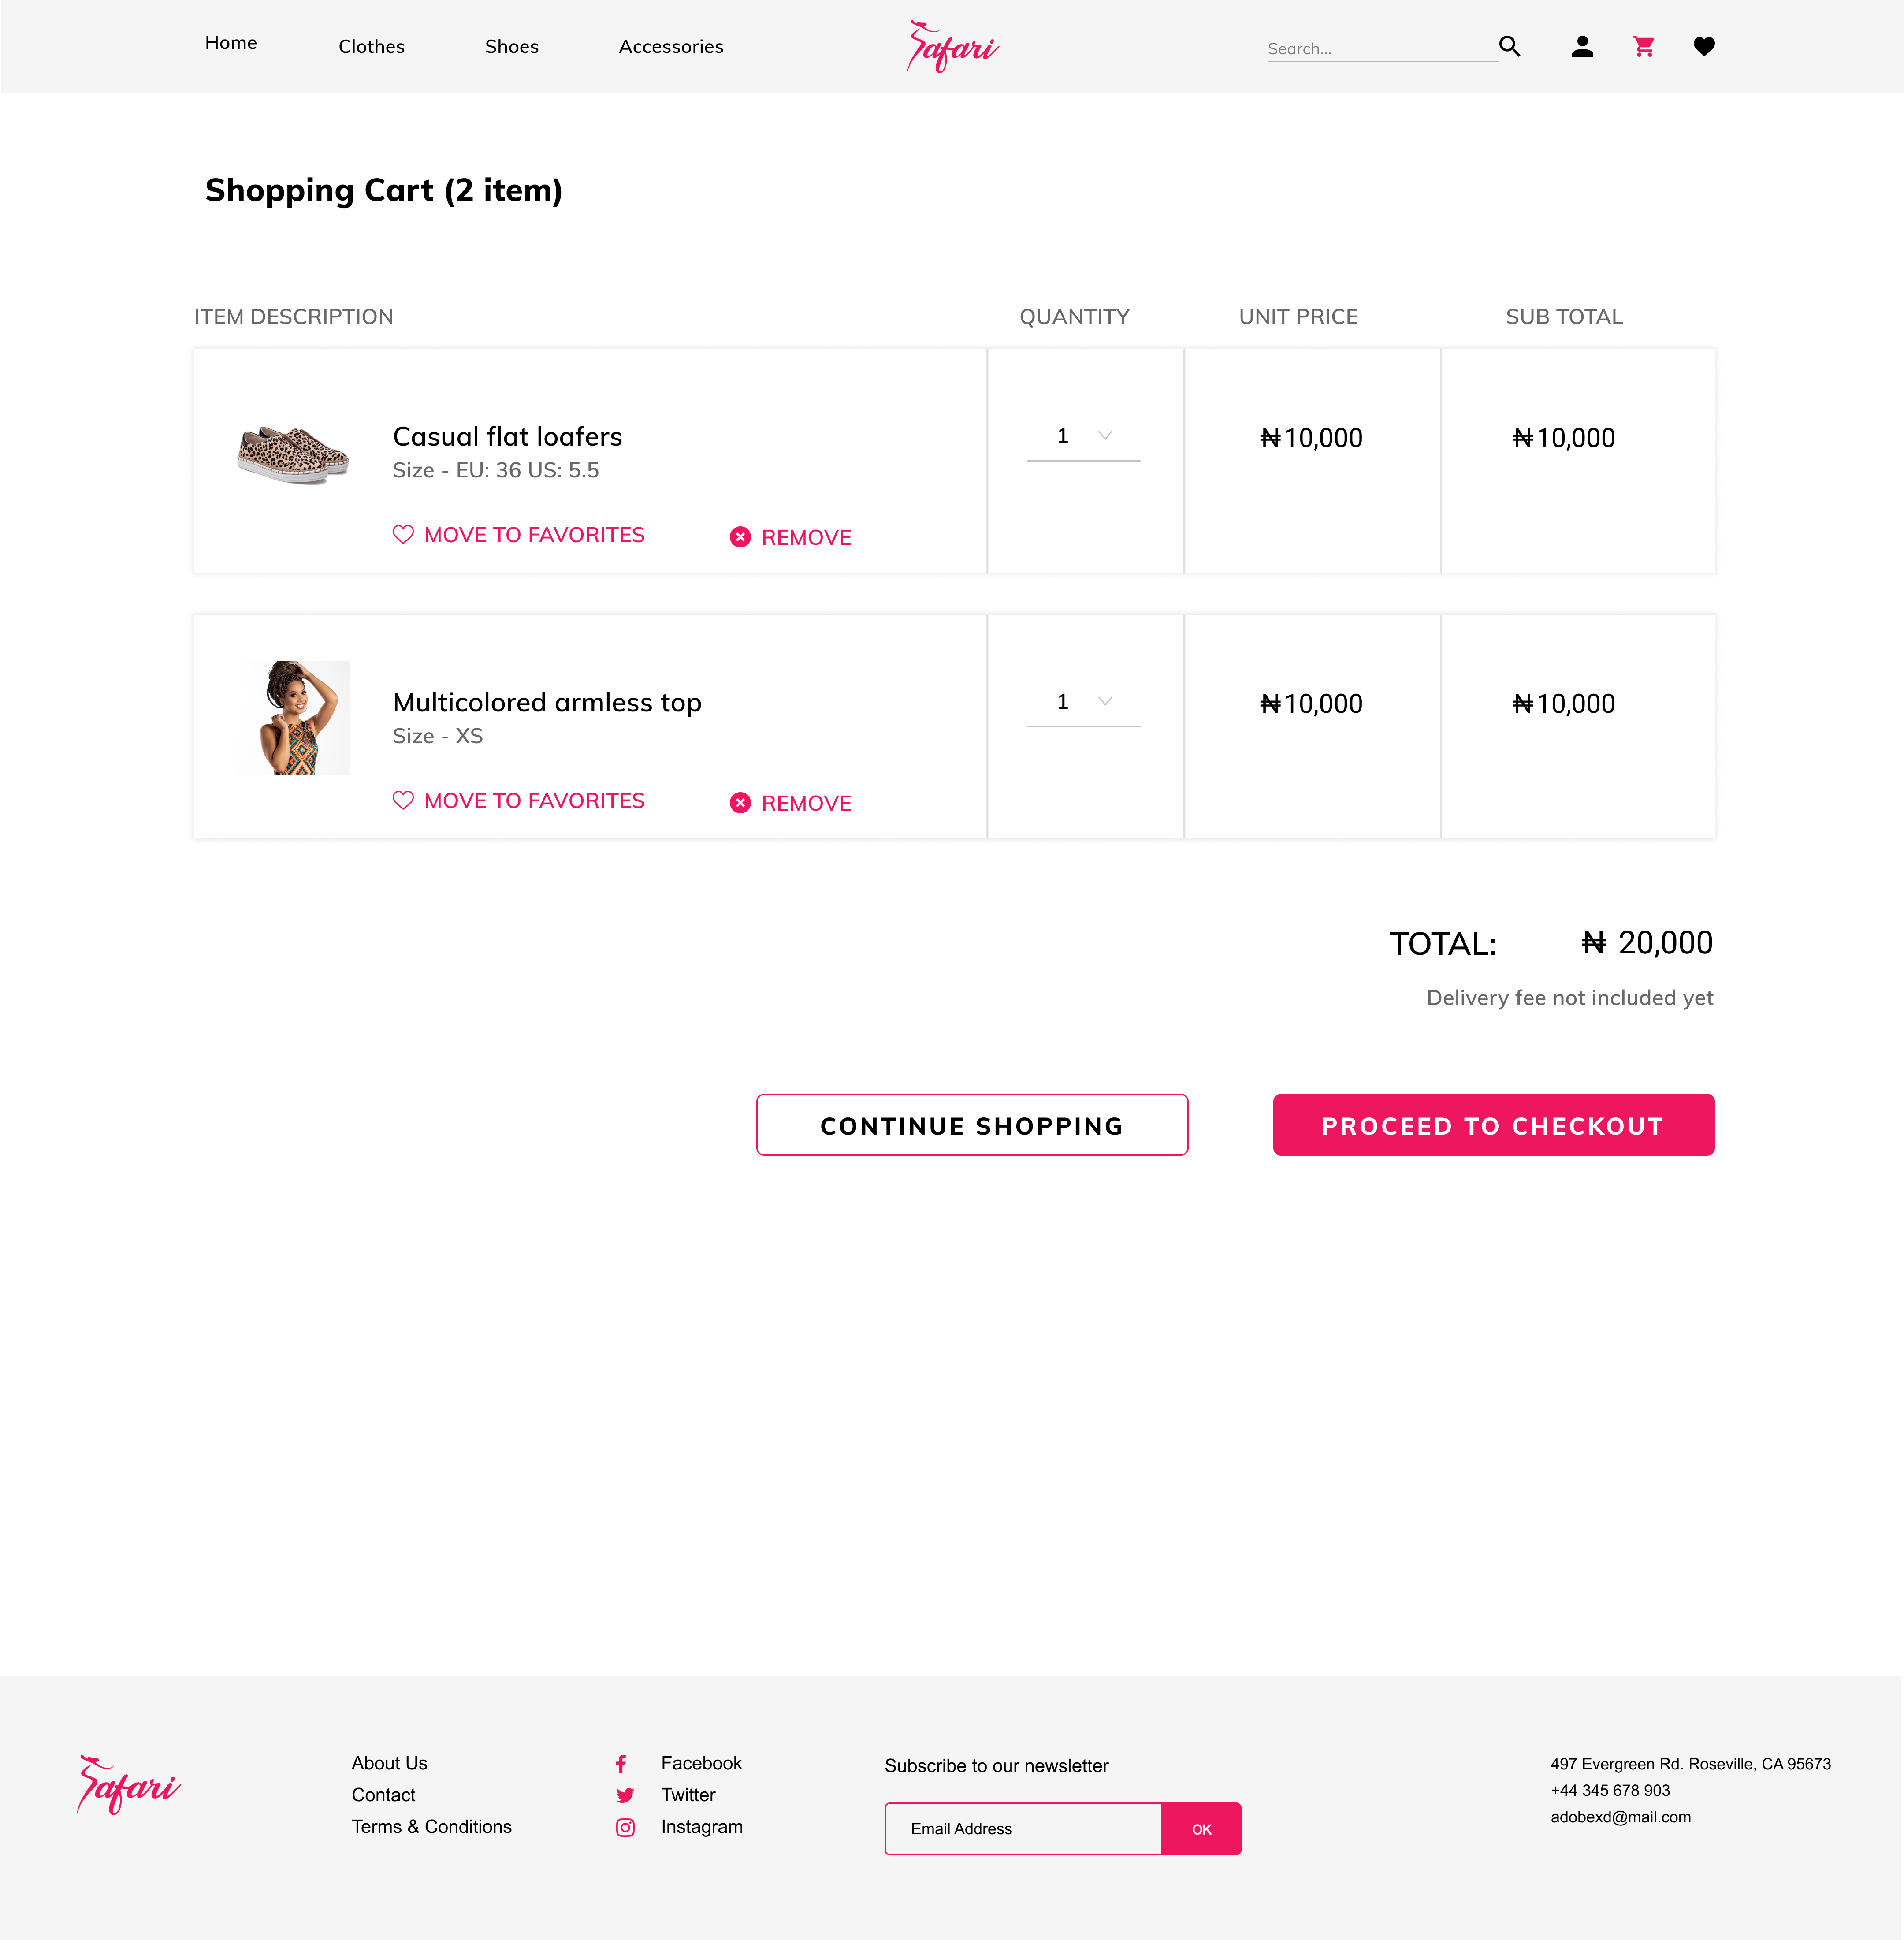 Home Clothes Shoes Accessories Safari Search...
Shopping Cart (2 item)
ITEM DESCRIPTION QUANTITY UNIT PRICE SUB TOTAL
Casual flat loafers 1 ₦10,000 ₦10,000
Size - EU: 36 US: 5.5
MOVE TO FAVORITES REMOVE
Multicolored armless top 1 ₦10,000 ₦10,000
Size - XS
MOVE TO FAVORITES REMOVE
TOTAL: ₦ 20,000
Delivery fee not included yet
CONTINUE SHOPPING PROCEED TO CHECKOUT
Safari
About Us
Contact
Terms & Conditions
Facebook
Twitter
Instagram
Subscribe to our newsletter
Email Address OK
497 Evergreen Rd. Roseville, CA 95673
+44 345 678 903
adobexd@mail.com